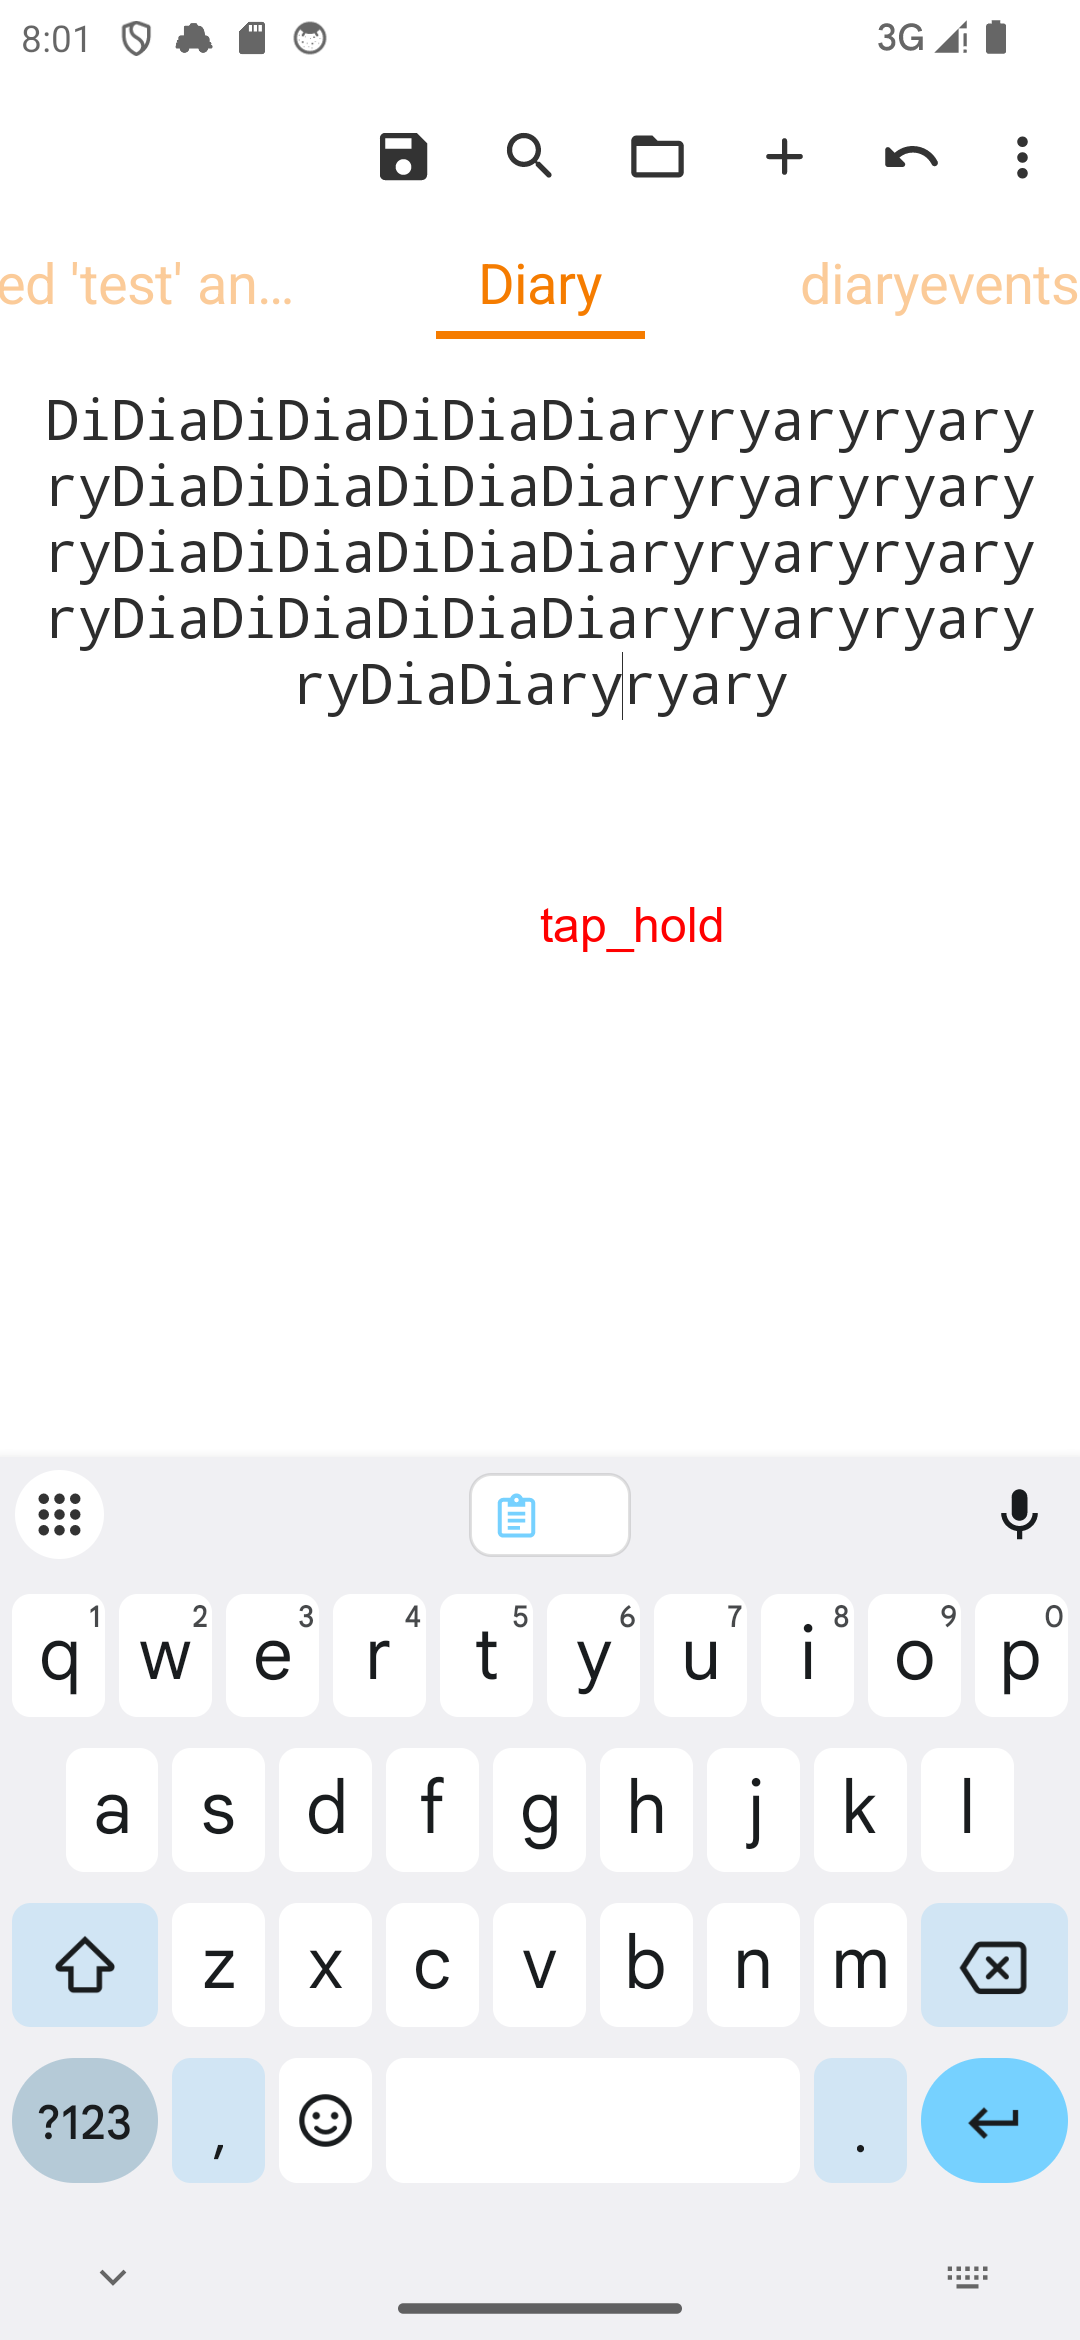 8:01
3G
ed 'test' an...
Diary
diaryevents
DiDiaDiDiaDiDiaDiaryryaryryary
ryDiaDiDiaDiDiaDiaryryaryryary
ryDiaDiDiaDiDiaDiaryryaryryary
ryDiaDiDiaDiDiaDiaryryaryryary
ryDiaDiaryryary
tap_hold
1 2 3 4 5 6 7 8 9 0
q w e r t y u i o p
a s d f g h j k l
z x c v b n m
?123 , .